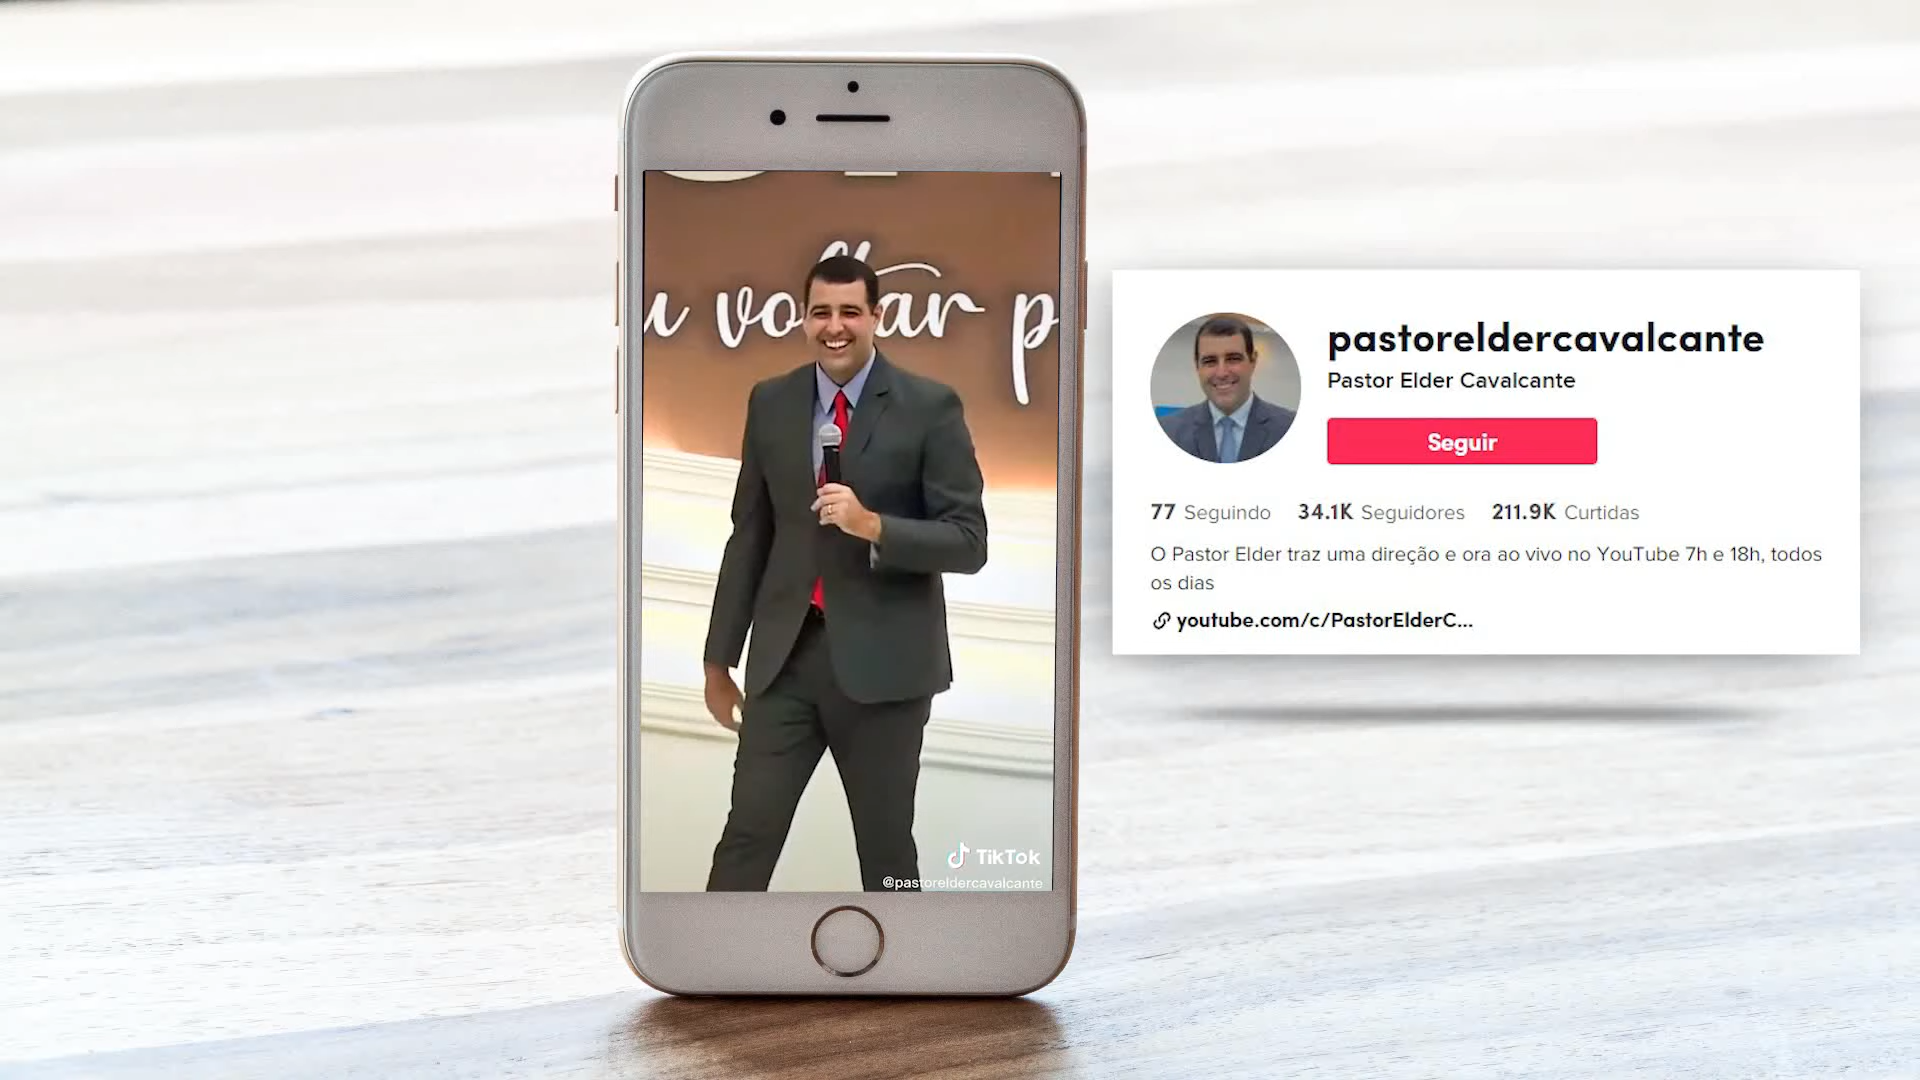 u voltar p
TikTok
@pastoreldercavalcante
pastoreldercavalcante
Pastor Elder Cavalcante
Seguir
77 Seguindo 34.1K Seguidores 211.9K Curtidas
O Pastor Elder traz uma direção e ora ao vivo no YouTube 7h e 18h, todos
os dias
youtube.com/c/PastorElderC...